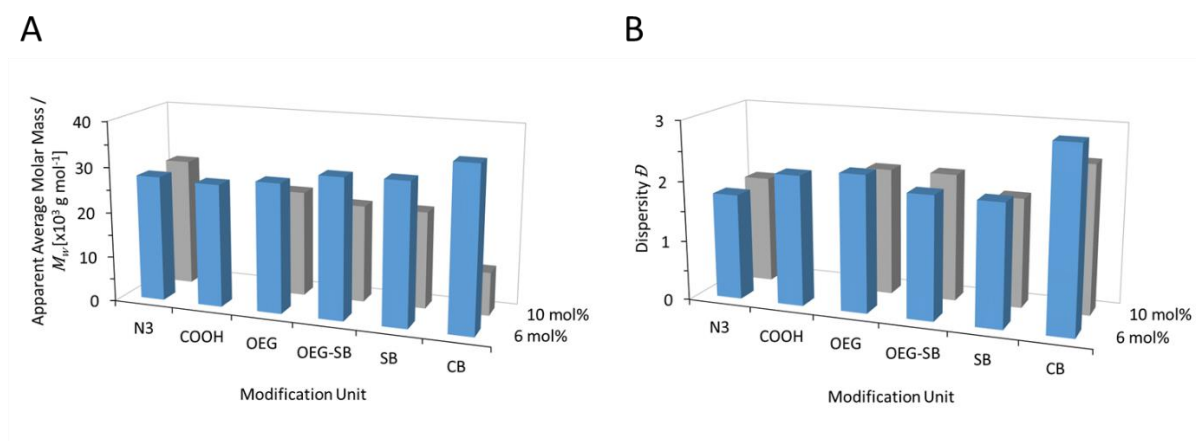 A
Apparent Average Molar Mass /
Mw [x10³ g mol-1]
40
30
20
10
0
N3
COOH
OEG
OEG-SB
SB
CB
10 mol%
6 mol%
Modification Unit
B
Dispersity Đ
3
2
1
0
N3
COOH
OEG
OEG-SB
SB
CB
10 mol%
6 mol%
Modification Unit